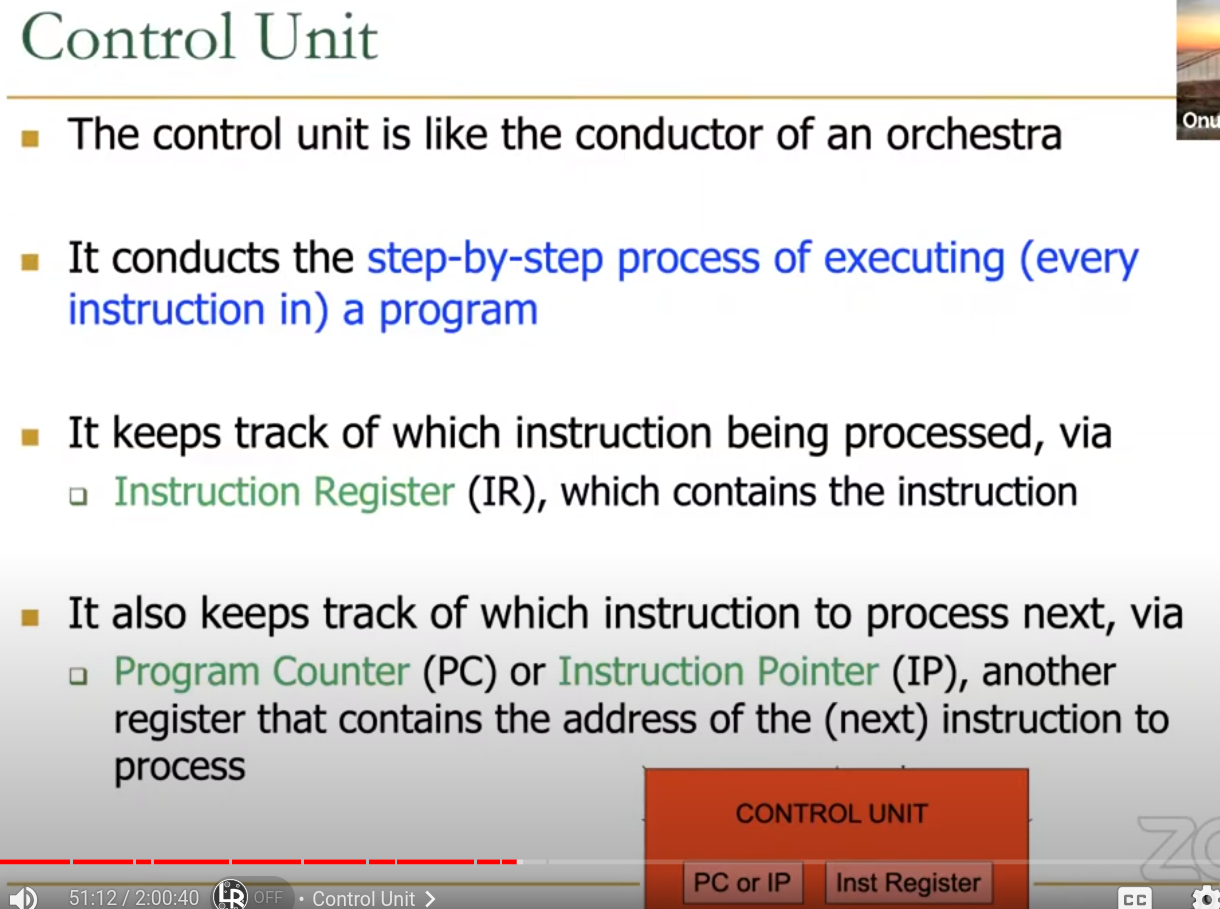 Control Unit
Onu
The control unit is like the conductor of an orchestra
It conducts the step-by-step process of executing (every
instruction in) a program
It keeps track of which instruction being processed, via
Instruction Register (IR), which contains the instruction
It also keeps track of which instruction to process next, via
Program Counter (PC) or Instruction Pointer (IP), another
register that contains the address of the (next) instruction to
process
CONTROL UNIT
PC or IP
Inst Register
51:12 / 2:00:40
LR
OFF
• Control Unit
CC